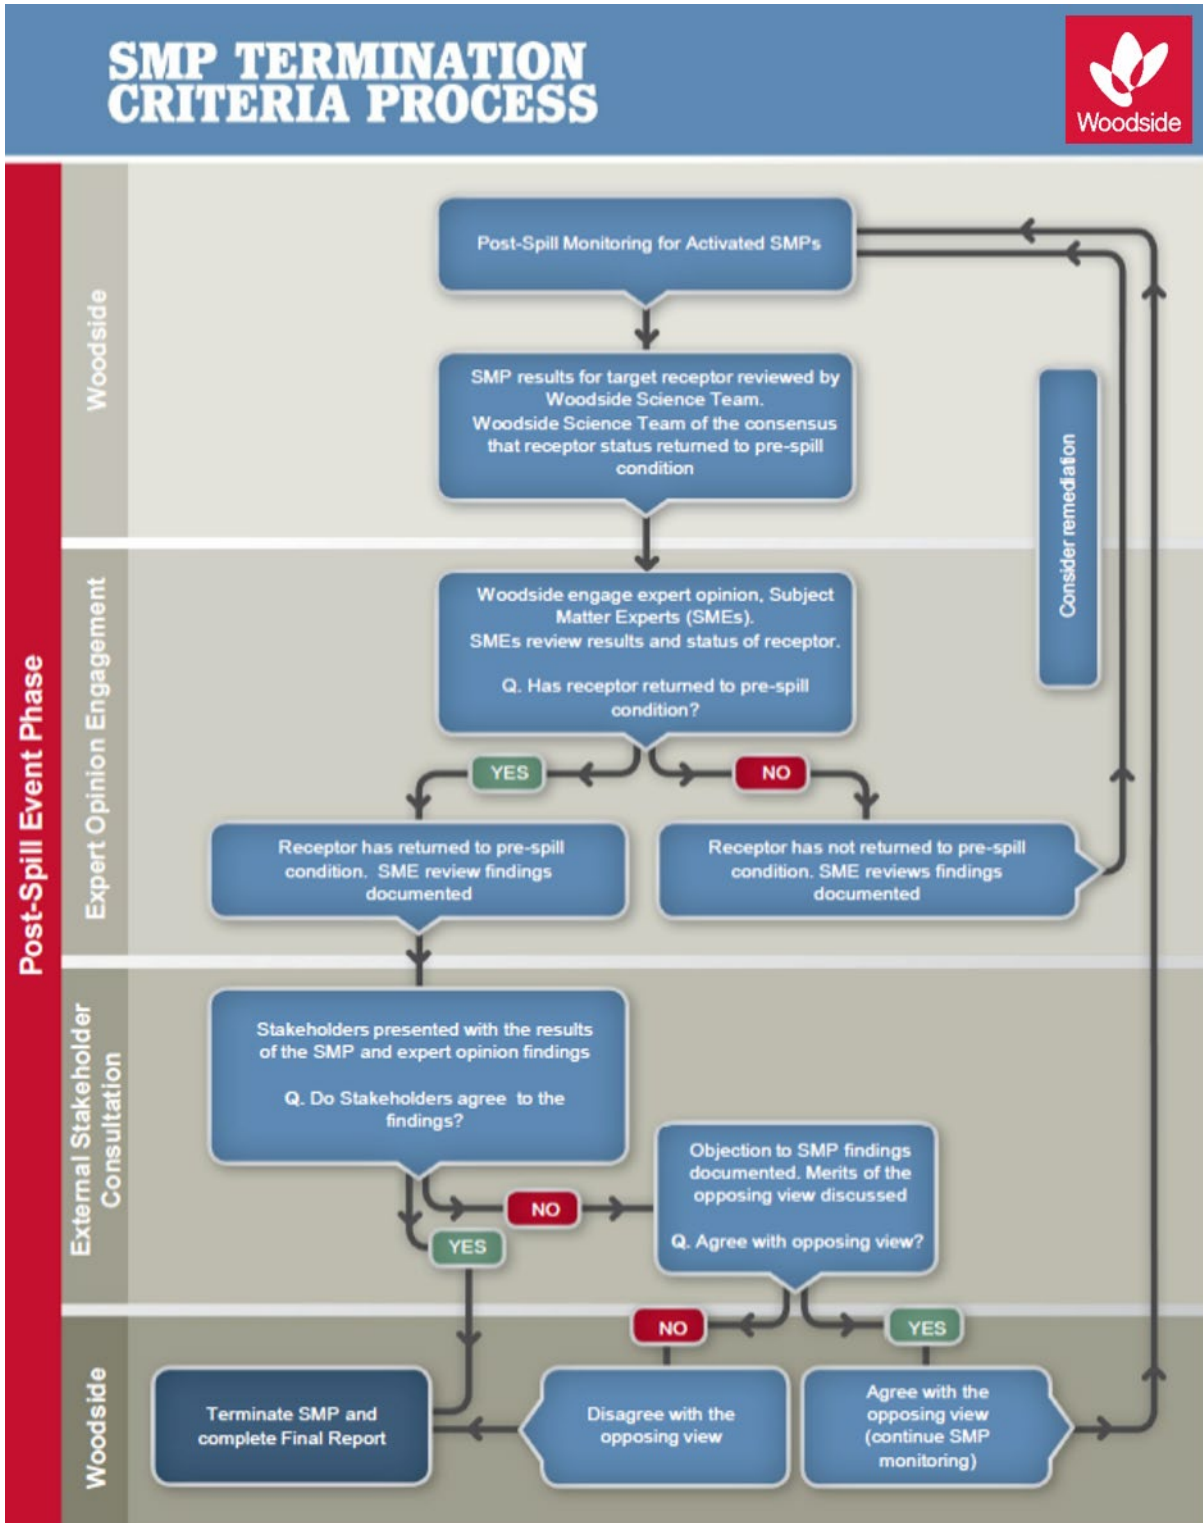 SMP TERMINATION
CRITERIA PROCESS
Woodside
Post-Spill Event Phase
Woodside
Post-Spill Monitoring for Activated SMPs
SMP results for target receptor reviewed by
Woodside Science Team.
Woodside Science Team of the consensus
that receptor status returned to pre-spill
condition
Consider remediation
Expert Opinion Engagement
Woodside engage expert opinion, Subject
Matter Experts (SMEs).
SMEs review results and status of receptor.
Q. Has receptor returned to pre-spill
condition?
YES
NO
Receptor has returned to pre-spill
condition. SME review findings
documented
Receptor has not returned to pre-spill
condition. SME reviews findings
documented
External Stakeholder
Consultation
Stakeholders presented with the results
of the SMP and expert opinion findings
Q. Do Stakeholders agree to the
findings?
NO
YES
Objection to SMP findings
documented. Merits of the
opposing view discussed
Q. Agree with opposing view?
NO
YES
Woodside
Terminate SMP and
complete Final Report
Disagree with the
opposing view
Agree with the
opposing view
(continue SMP
monitoring)